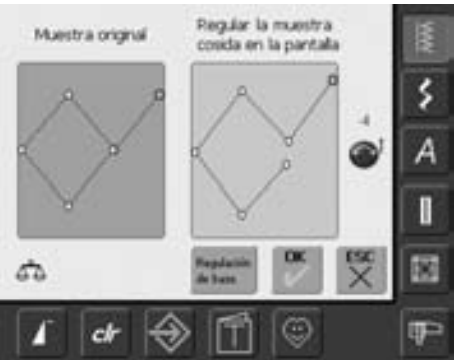 Muestra original
Regular la muestra
cosida en la pantalla
-4
A
Regulación
de base
OK
ESC
clr